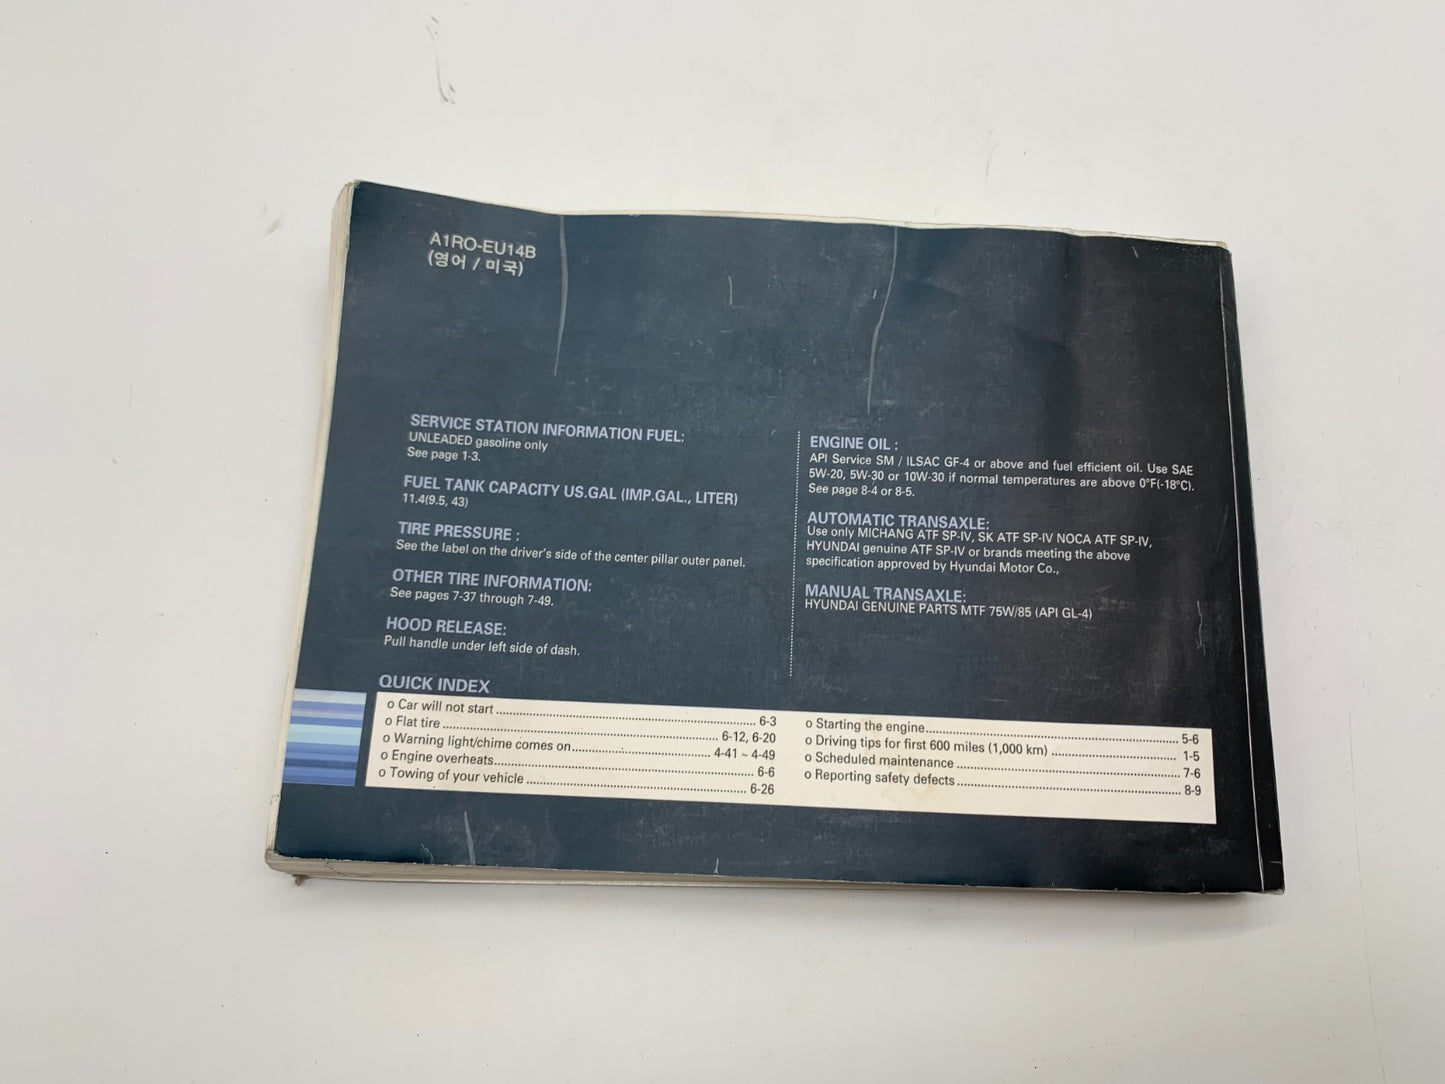 A1RO-EU14B
(영어 / 미국)
SERVICE STATION INFORMATION FUEL:
UNLEADED gasoline only
See page 1-3.
FUEL TANK CAPACITY US.GAL (IMP.GAL., LITER)
11.4(9.5, 43)
TIRE PRESSURE :
See the label on the driver's side of the center pillar outer panel.
OTHER TIRE INFORMATION:
See pages 7-37 through 7-49.
HOOD RELEASE:
Pull handle under left side of dash.
ENGINE OIL :
API Service SM / ILSAC GF-4 or above and fuel efficient oil. Use SAE
5W-20, 5W-30 or 10W-30 if normal temperatures are above 0°F(-18°C).
See page 8-4 or 8-5.
AUTOMATIC TRANSAXLE:
Use only MICHANG ATF SP-IV, SK ATF SP-IV NOCA ATF SP-IV,
HYUNDAI genuine ATF SP-IV or brands meeting the above
specification approved by Hyundai Motor Co.,
MANUAL TRANSAXLE:
HYUNDAI GENUINE PARTS MTF 75W/85 (API GL-4)
QUICK INDEX
o Car will not start ........ 6-3
o Flat tire ........ 6-12, 6-20
o Warning light/chime comes on ........ 4-41 ~ 4-49
o Engine overheats ........ 6-6
o Towing of your vehicle ........ 6-26
o Starting the engine ........ 5-6
o Driving tips for first 600 miles (1,000 km) ........ 1-5
o Scheduled maintenance ........ 7-6
o Reporting safety defects ........ 8-9